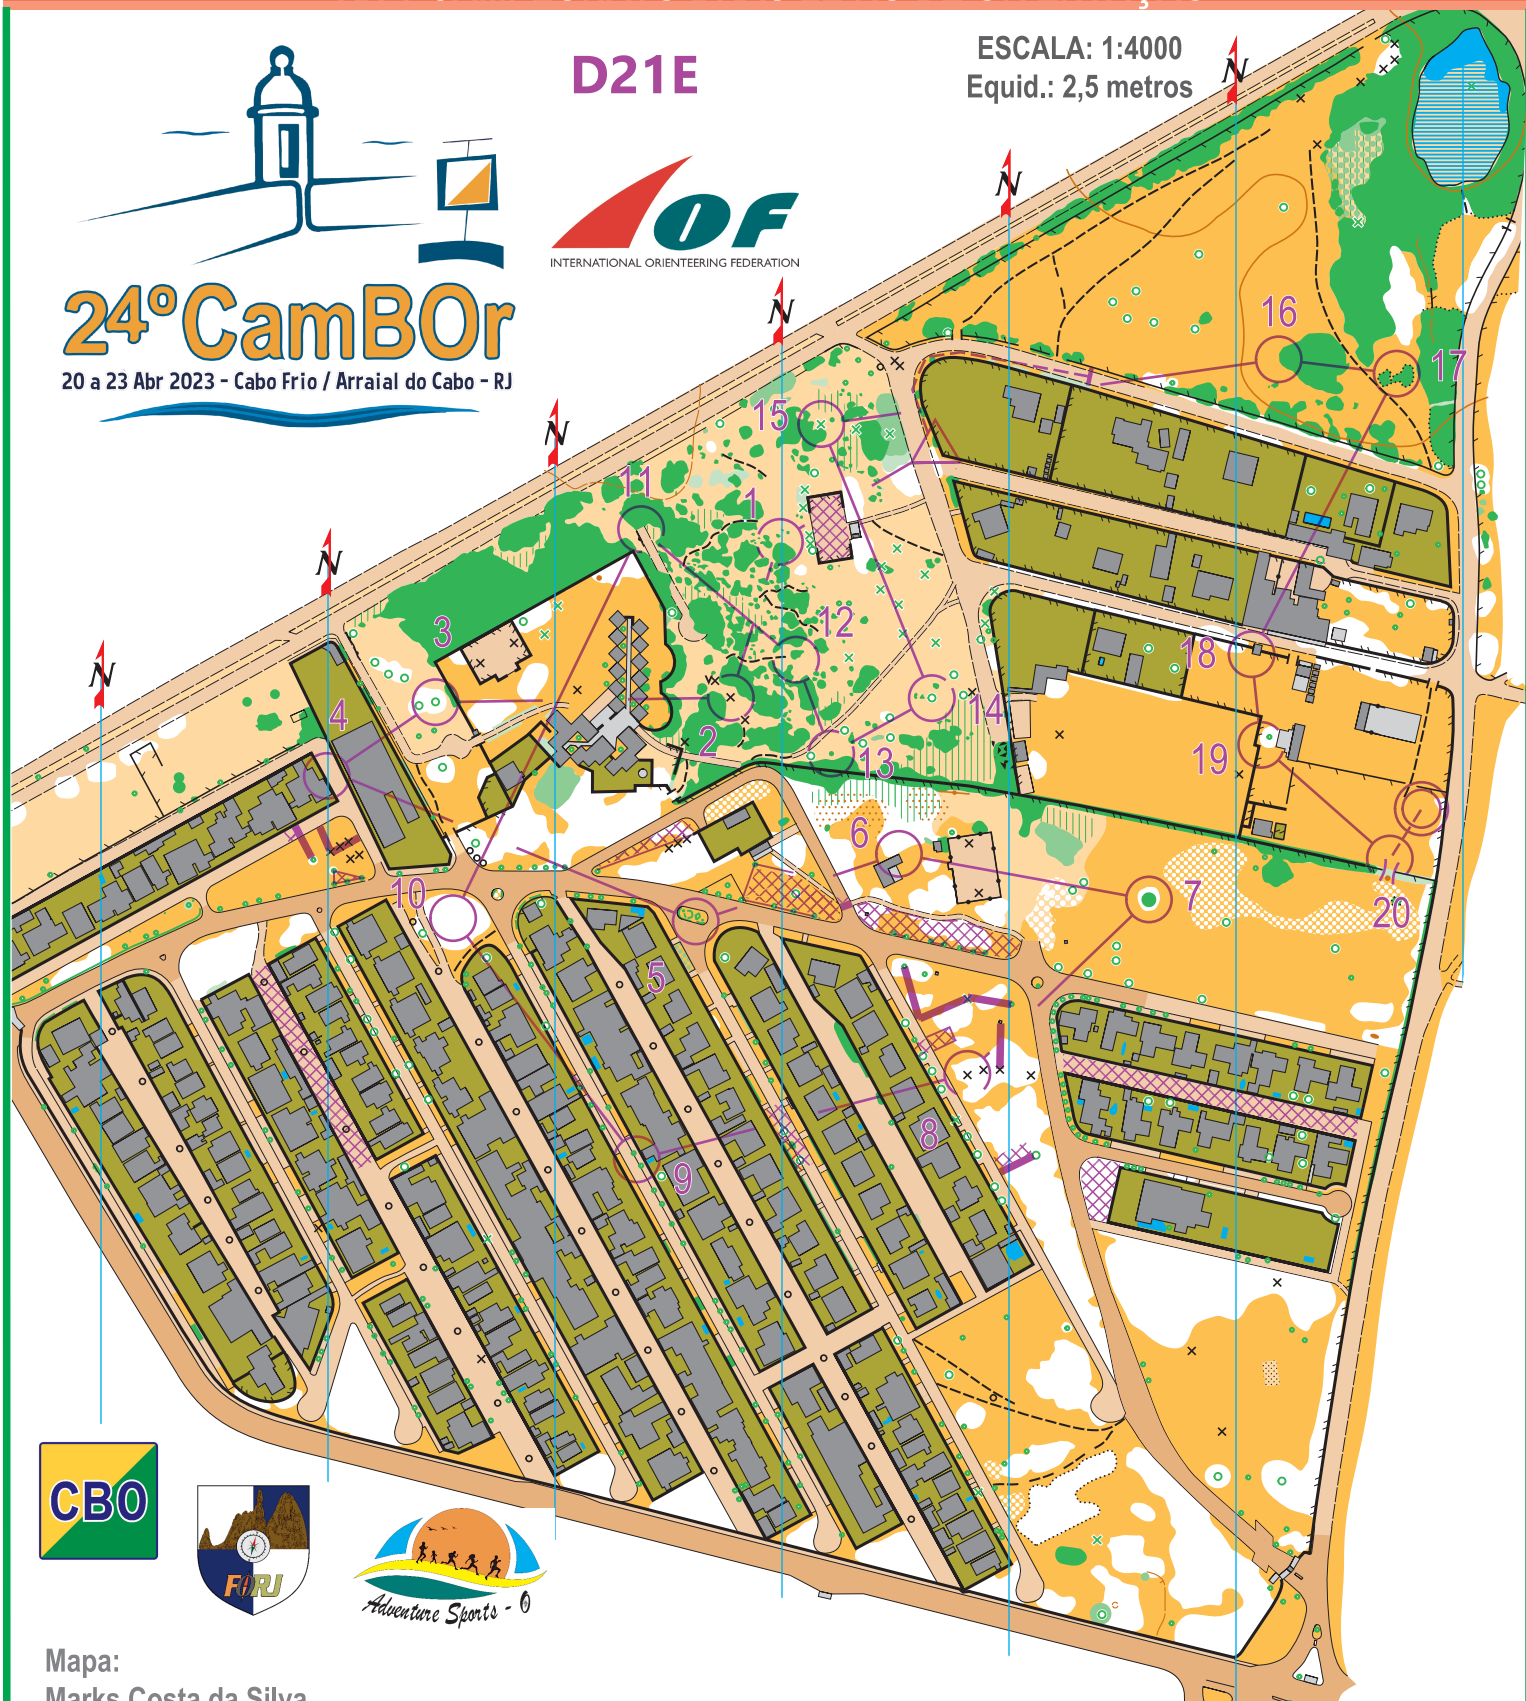 D21E
ESCALA: 1:4000
Equid.: 2,5 metros
IOF
INTERNATIONAL ORIENTEERING FEDERATION
24ºCamBOr
20 a 23 Abr 2023 - Cabo Frio / Arraial do Cabo - RJ
N
N
N
N
N
N
16
17
15
11
1
12
3
18
4
2
14
13
19
6
10
7
20
5
8
9
CBO
FORJ
Adventure Sports - O
Mapa:
Marks Costa da Silva